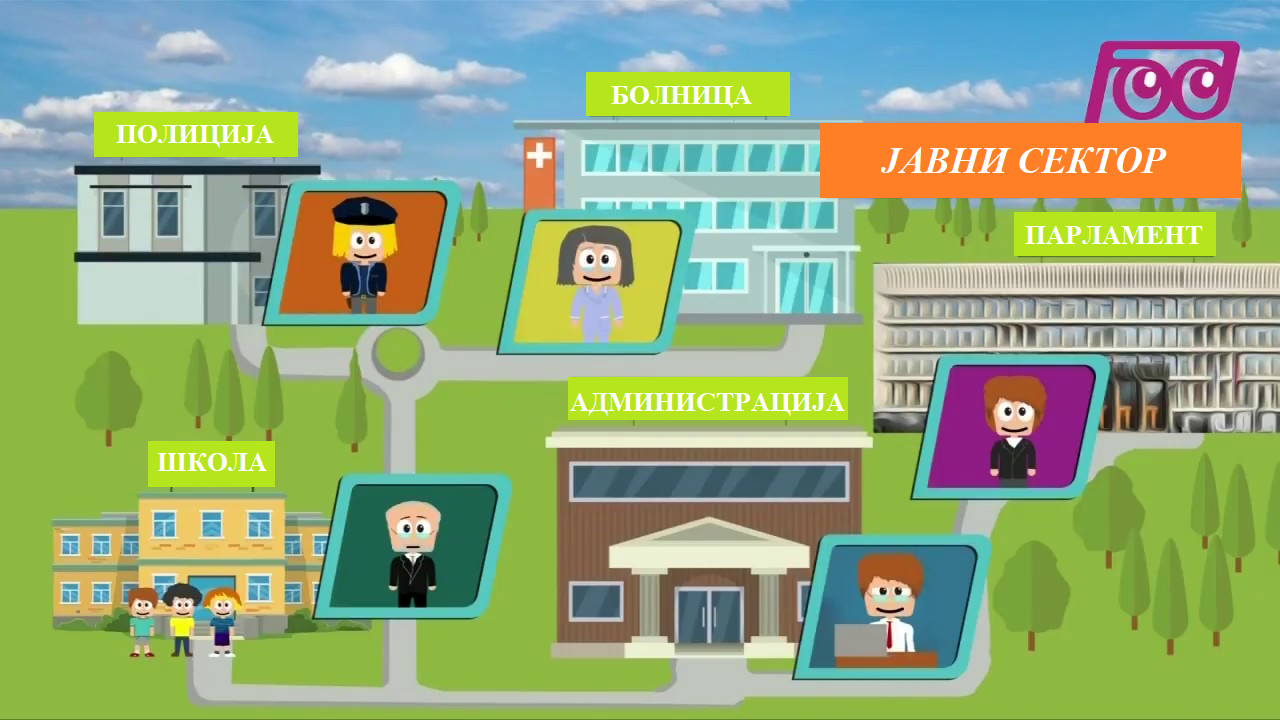 БОЛНИЦА
ПОЛИЦИЈА
ЈАВНИ СЕКТОР
ПАРЛАМЕНТ
АДМИНИСТРАЦИЈА
ШКОЛА